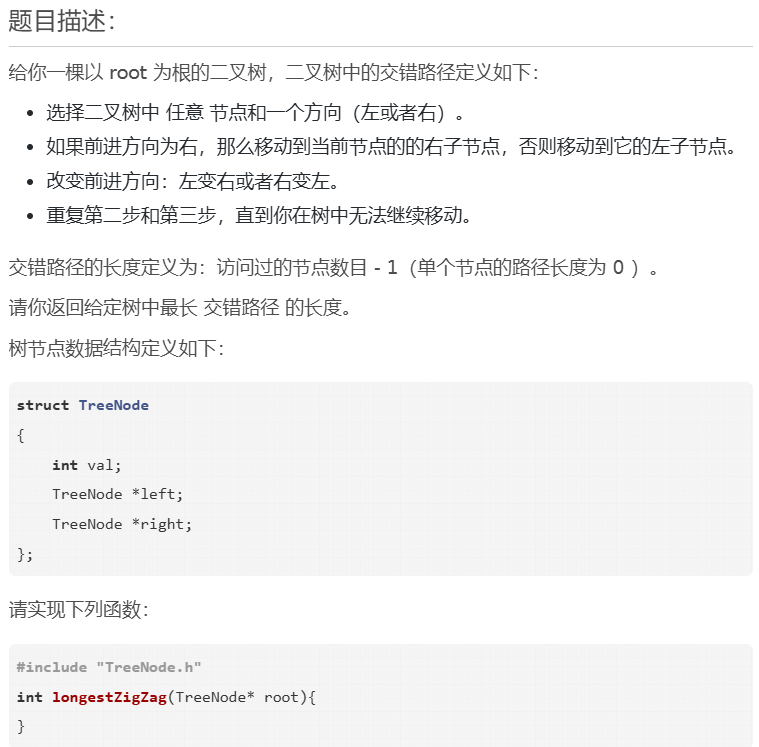 题目描述：
给你一棵以 root 为根的二叉树，二叉树中的交错路径定义如下：
• 选择二叉树中 任意 节点和一个方向（左或者右）。
• 如果前进方向为右，那么移动到当前节点的的右子节点，否则移动到它的左子节点。
• 改变前进方向：左变右或者右变左。
• 重复第二步和第三步，直到你在树中无法继续移动。
交错路径的长度定义为：访问过的节点数目 - 1（单个节点的路径长度为 0 ）。
请你返回给定树中最长 交错路径 的长度。
树节点数据结构定义如下：
struct TreeNode
{
    int val;
    TreeNode *left;
    TreeNode *right;
};
请实现下列函数：
#include "TreeNode.h"
int longestZigZag(TreeNode* root){
}